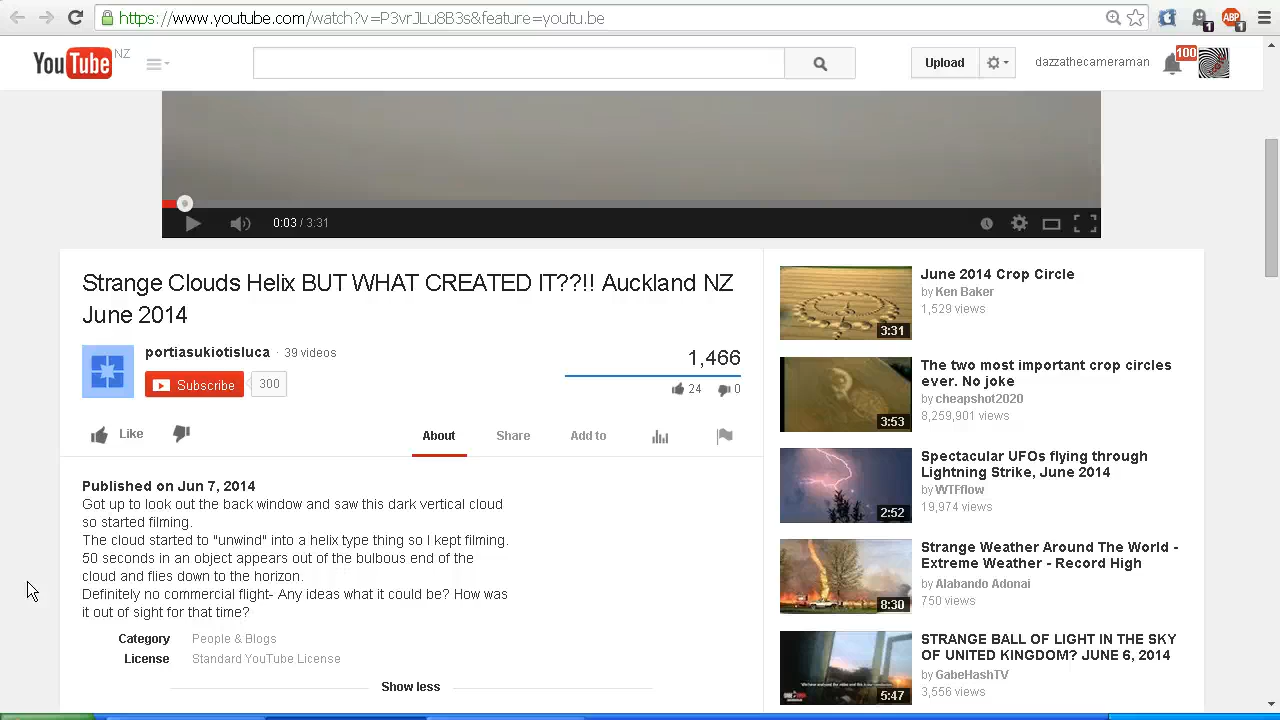 https://www.youtube.com/watch?v=P3vrJLu8B3s&feature=youtu.be
1
ABP
1
YouTube NZ
Upload
dazzathecameraman
100
0:03 / 3:31
Strange Clouds Helix BUT WHAT CREATED IT??!! Auckland NZ
June 2014
portiasukiotisluca · 39 videos
Subscribe 300
1,466
24 0
Like
About Share Add to
Published on Jun 7, 2014
Got up to look out the back window and saw this dark vertical cloud
so started filming.
The cloud started to "unwind" into a helix type thing so I kept filming.
50 seconds in an object appears out of the bulbous end of the
cloud and flies down to the horizon.
Definitely no commercial flight- Any ideas what it could be? How was
it out of sight for that time?
Category People & Blogs
License Standard YouTube License
Show less
3:31
June 2014 Crop Circle
by Ken Baker
1,529 views
3:53
The two most important crop circles
ever. No joke
by cheapshot2020
8,259,901 views
2:52
Spectacular UFOs flying through
Lightning Strike, June 2014
by WTFflow
19,974 views
8:30
Strange Weather Around The World -
Extreme Weather - Record High
by Alabando Adonai
750 views
5:47
STRANGE BALL OF LIGHT IN THE SKY
OF UNITED KINGDOM? JUNE 6, 2014
by GabeHashTV
3,556 views